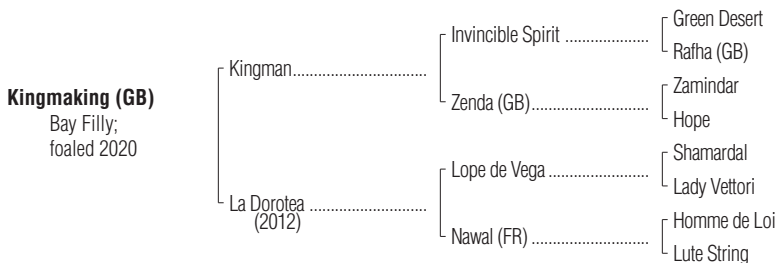 Kingmaking (GB)
Bay Filly;
foaled 2020
Kingman
La Dorotea
(2012)
Invincible Spirit
Zenda (GB)
Lope de Vega
Nawal (FR)
Green Desert
Rafha (GB)
Zamindar
Hope
Shamardal
Lady Vettori
Homme de Loi
Lute String